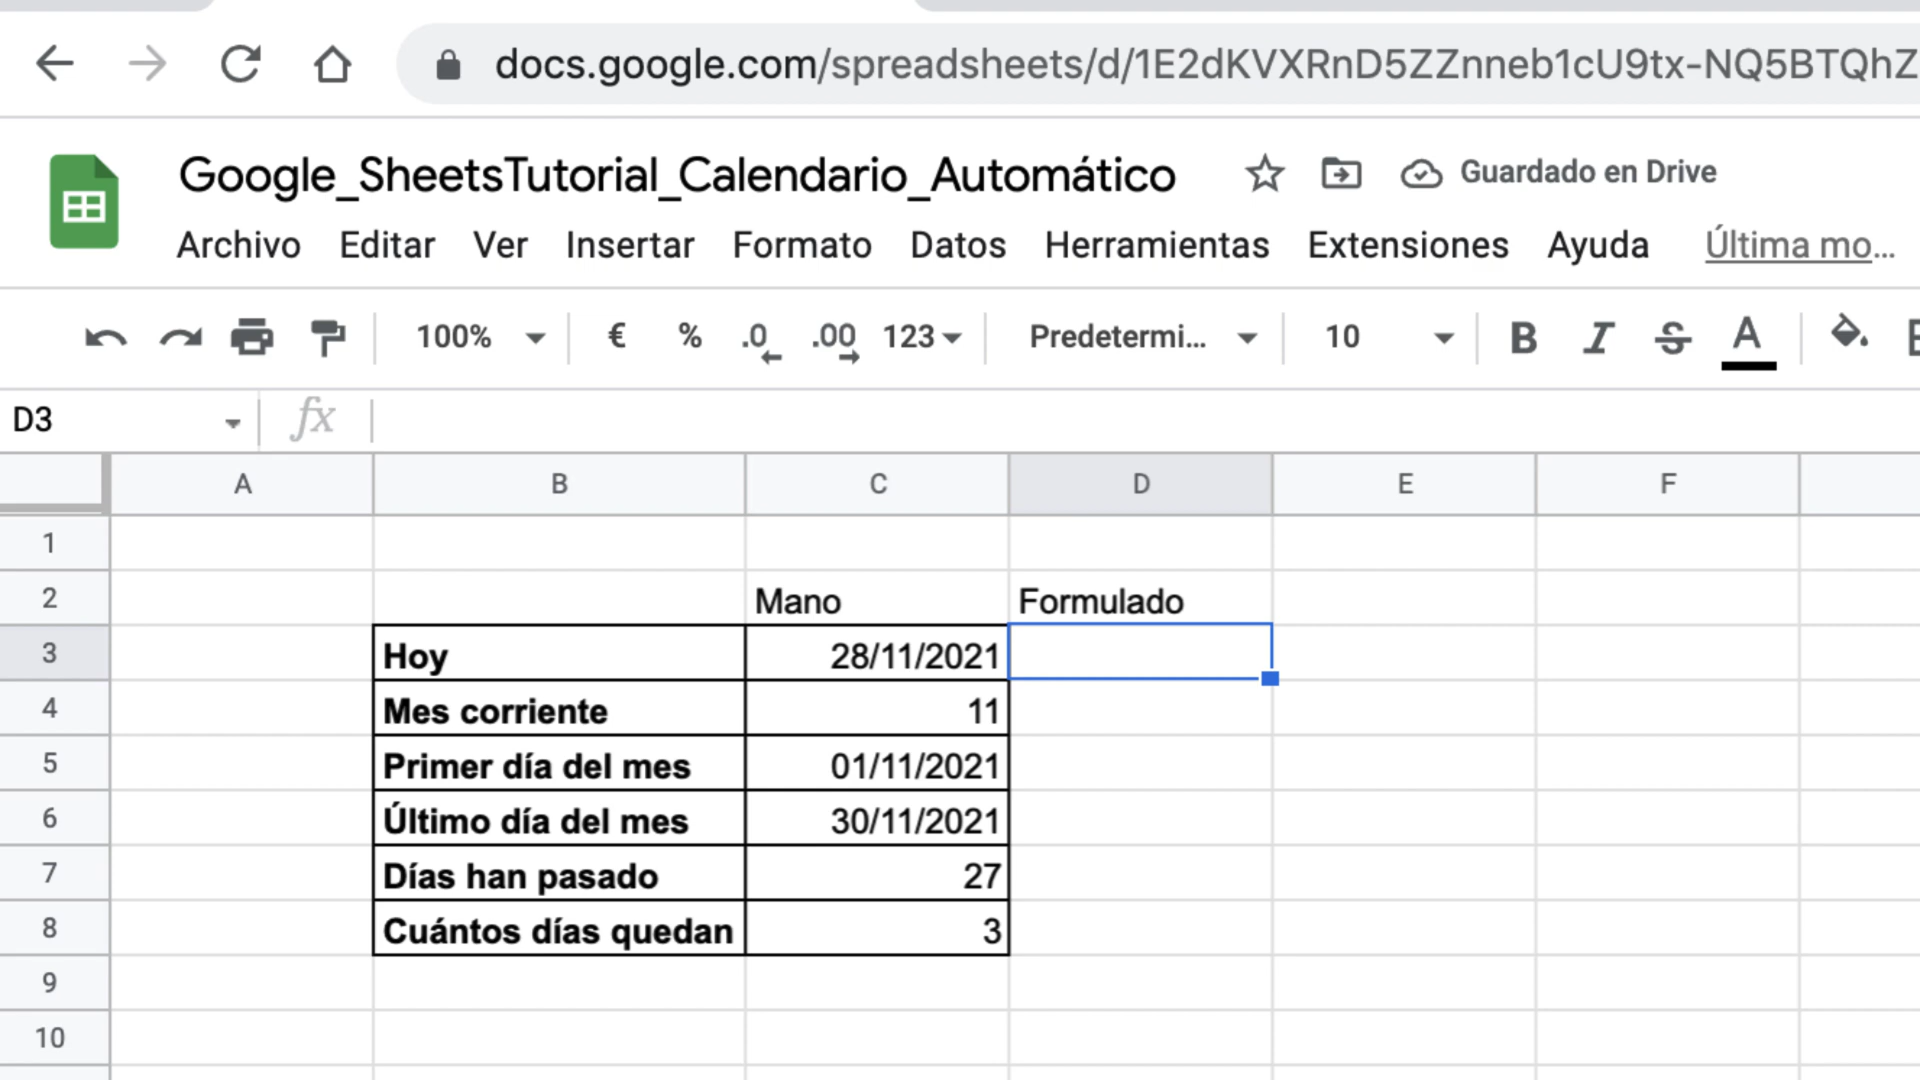 docs.google.com/spreadsheets/d/1E2dKVXRnD5ZZnneb1cU9tx-NQ5BTQhZ
Google_SheetsTutorial_Calendario_Automático
Guardado en Drive
Archivo Editar Ver Insertar Formato Datos Herramientas Extensiones Ayuda Última mo...
100% € % .0 .00 123 Predetermi... 10 B I S A
D3 fx
A B C D E F
1
2 Mano Formulado
3 Hoy 28/11/2021
4 Mes corriente 11
5 Primer día del mes 01/11/2021
6 Último día del mes 30/11/2021
7 Días han pasado 27
8 Cuántos días quedan 3
9
10